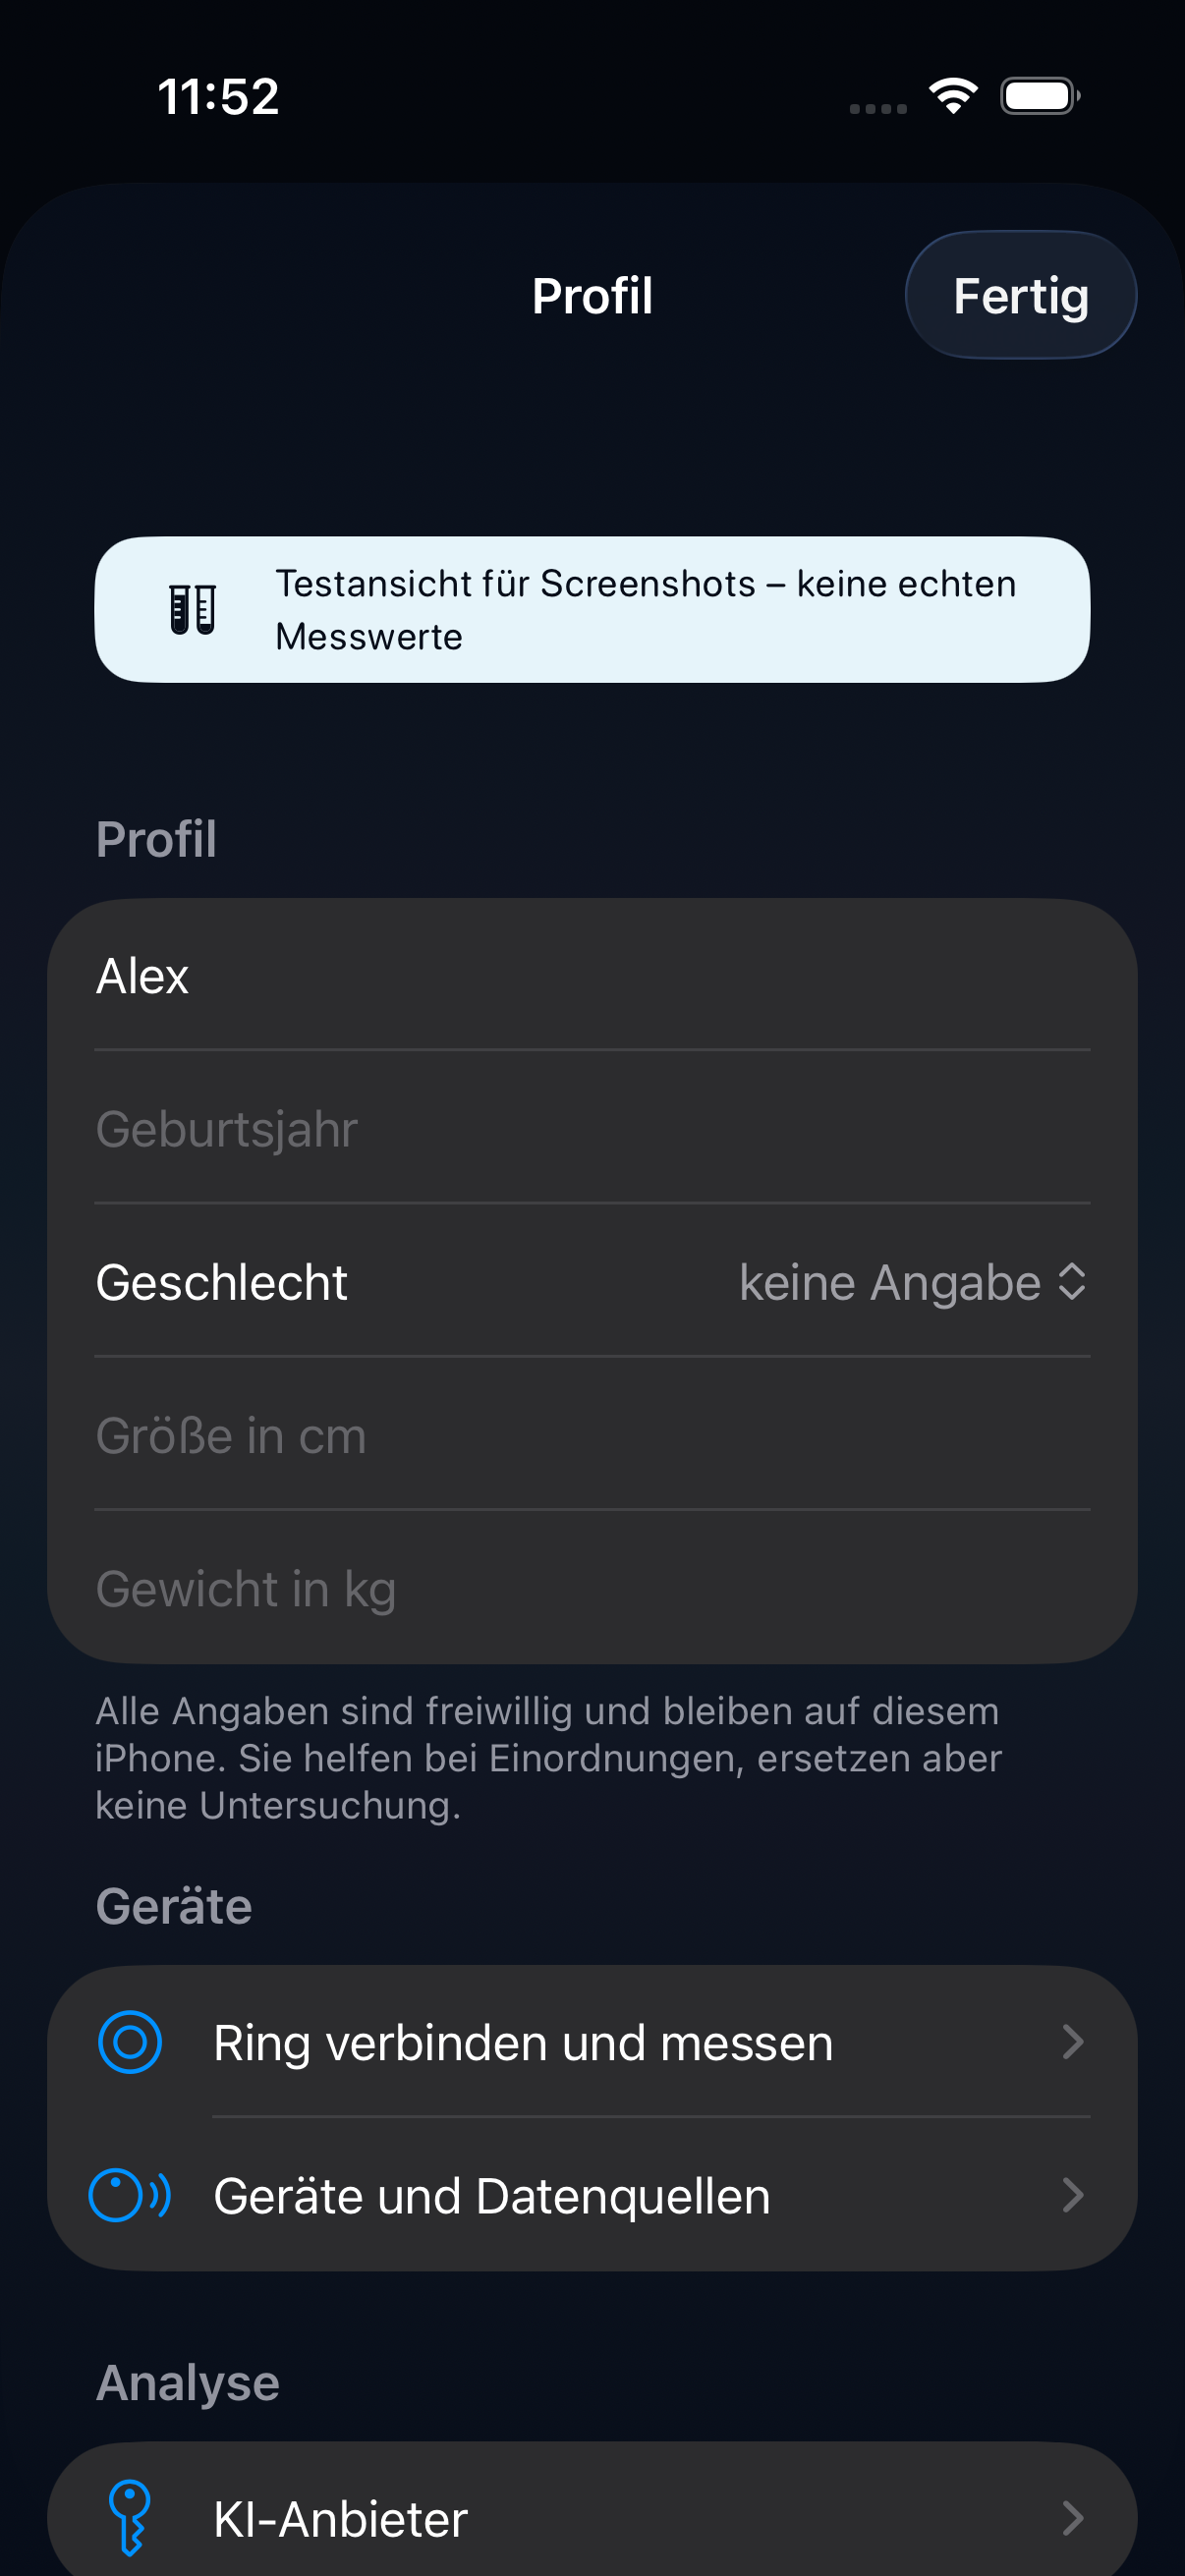 11:52
Profil
Fertig
Testansicht für Screenshots – keine echten
Messwerte
Profil
Alex
Geburtsjahr
Geschlecht
keine Angabe
Größe in cm
Gewicht in kg
Alle Angaben sind freiwillig und bleiben auf diesem
iPhone. Sie helfen bei Einordnungen, ersetzen aber
keine Untersuchung.
Geräte
Ring verbinden und messen
Geräte und Datenquellen
Analyse
KI-Anbieter